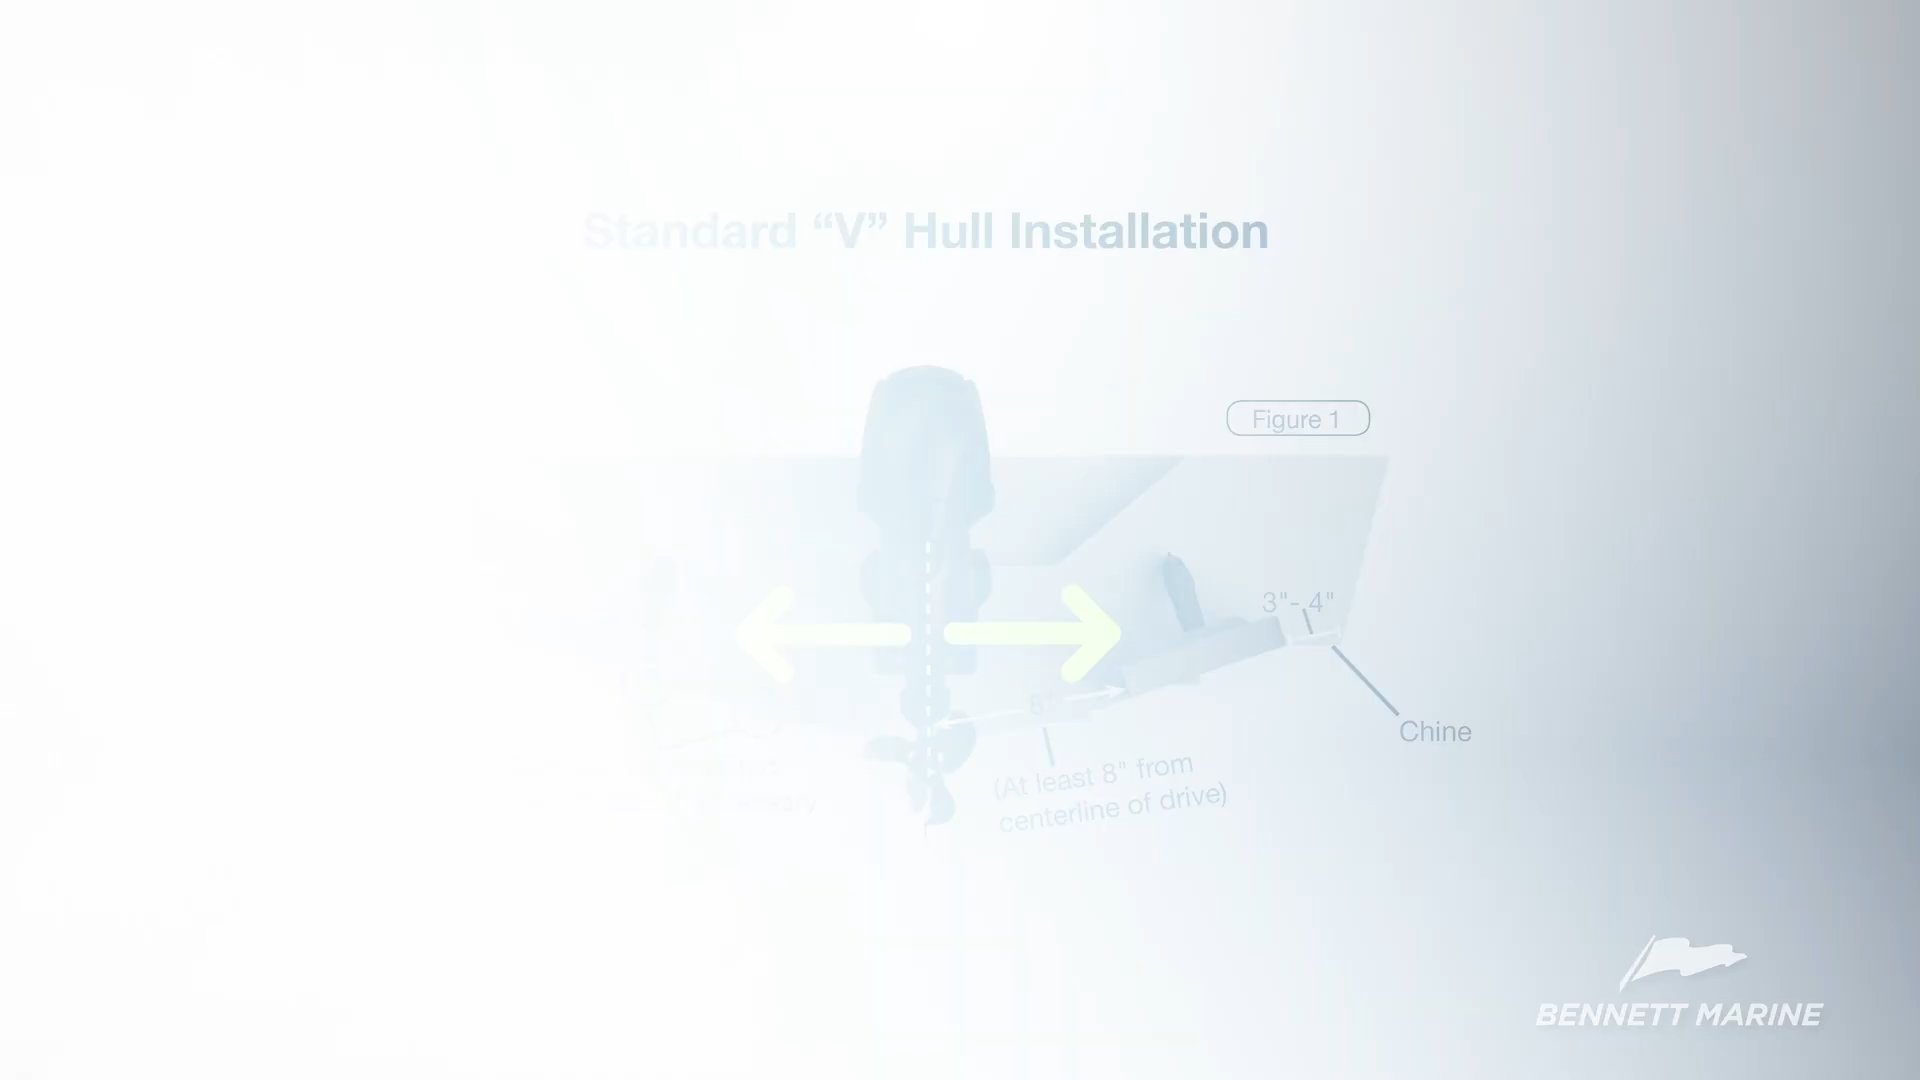 Standard “V” Hull Installation
Figure 1
3"- 4"
8"
Chine
(At least 8" from
centerline of drive)
BENNETT MARINE